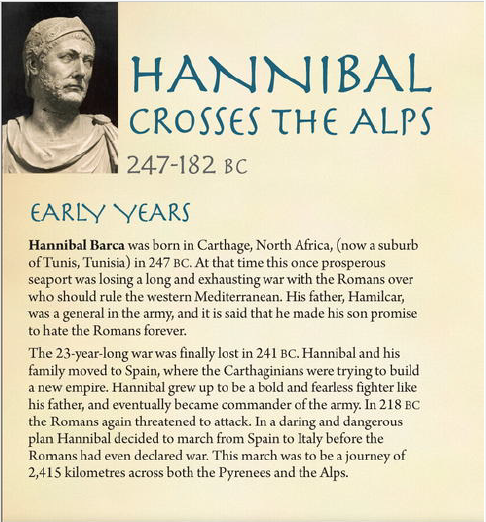 HANNIBAL
CROSSES THE ALPS
247-182 BC
EARLY YEARS
Hannibal Barca was born in Carthage, North Africa, (now a suburb
of Tunis, Tunisia) in 247 BC. At that time this once prosperous
seaport was losing a long and exhausting war with the Romans over
who should rule the western Mediterranean. His father, Hamilcar,
was a general in the army, and it is said that he made his son promise
to hate the Romans forever.
The 23-year-long war was finally lost in 241 BC. Hannibal and his
family moved to Spain, where the Carthaginians were trying to build
a new empire. Hannibal grew up to be a bold and fearless fighter like
his father, and eventually became commander of the army. In 218 BC
the Romans again threatened to attack. In a daring and dangerous
plan Hannibal decided to march from Spain to Italy before the
Romans had even declared war. This march was to be a journey of
2,415 kilometres across both the Pyrenees and the Alps.